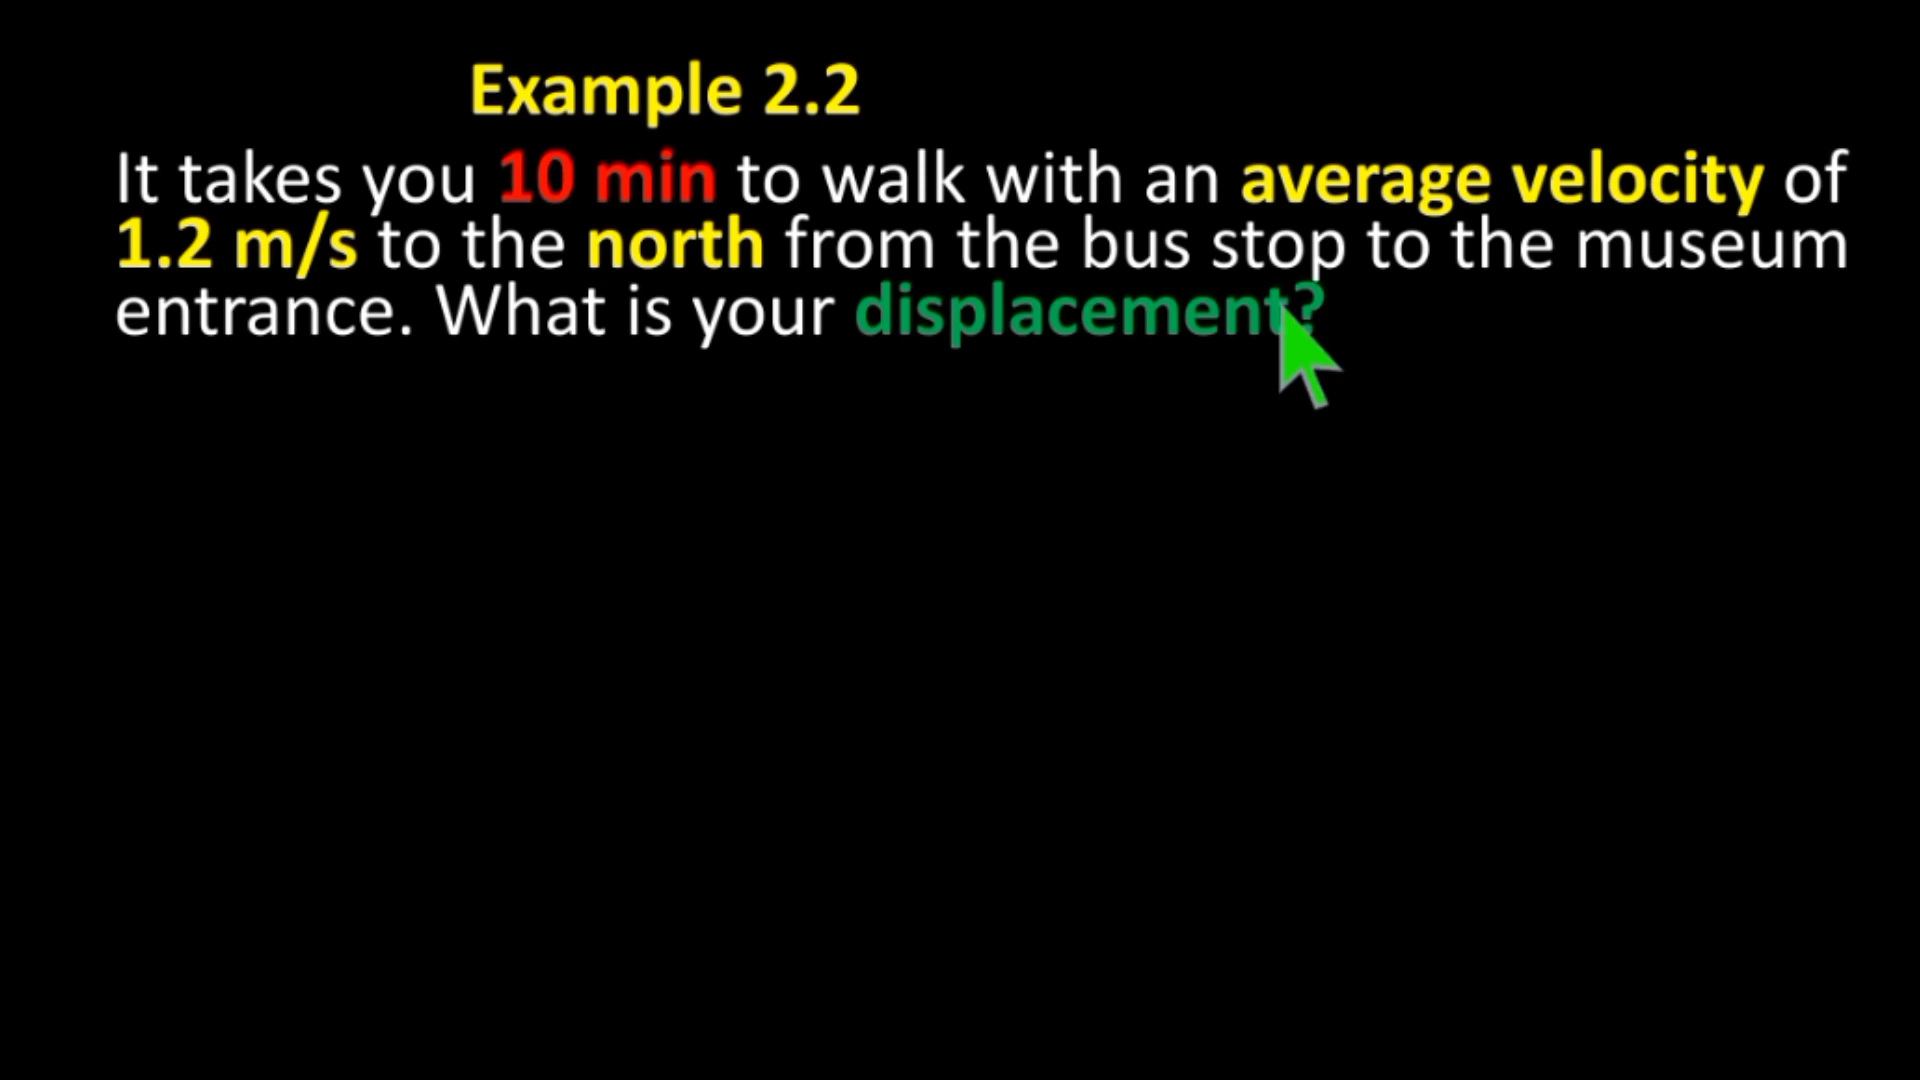 Example 2.2
It takes you 10 min to walk with an average velocity of
1.2 m/s to the north from the bus stop to the museum
entrance. What is your displacement?